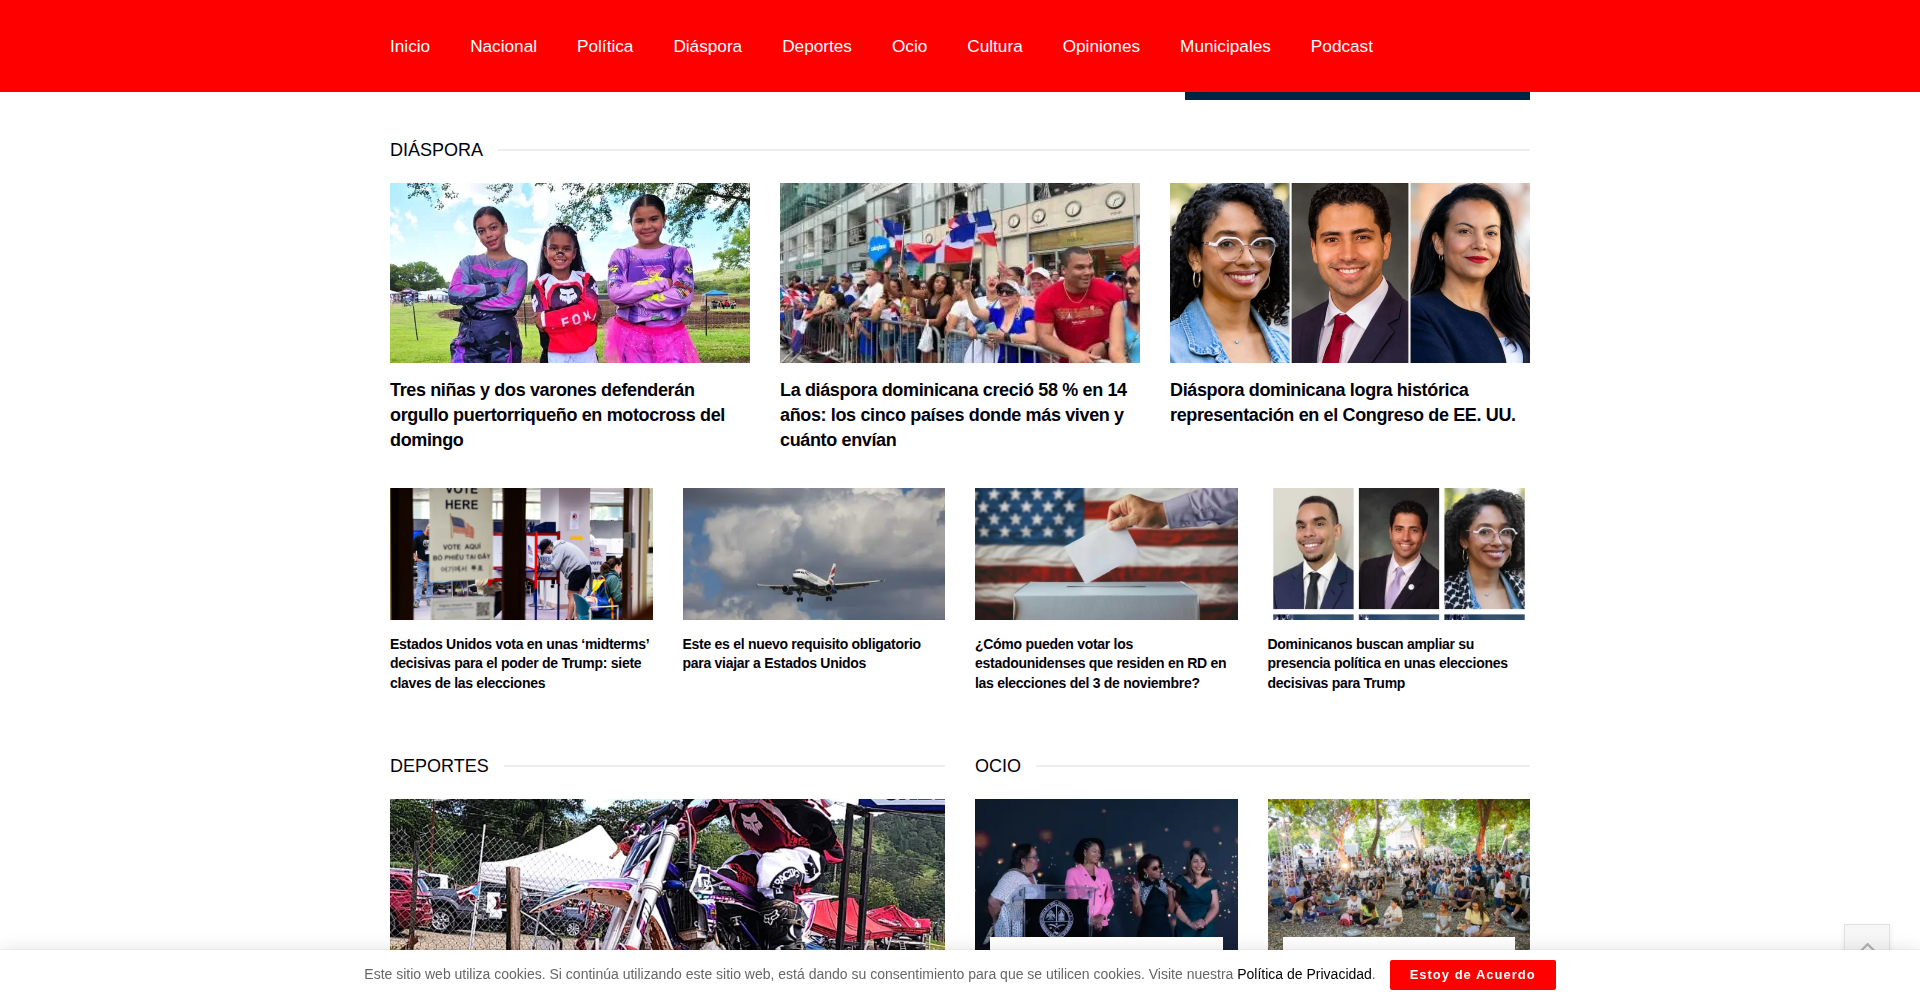 Inicio
Nacional
Política
Diáspora
Deportes
Ocio
Cultura
Opiniones
Municipales
Podcast
DIÁSPORA
FOX
Tres niñas y dos varones defenderán
orgullo puertorriqueño en motocross del
domingo
La diáspora dominicana creció 58 % en 14
años: los cinco países donde más viven y
cuánto envían
Diáspora dominicana logra histórica
representación en el Congreso de EE. UU.
VOTE
HERE
VOTE AQUÍ
Estados Unidos vota en unas ‘midterms’
decisivas para el poder de Trump: siete
claves de las elecciones
Este es el nuevo requisito obligatorio
para viajar a Estados Unidos
¿Cómo pueden votar los
estadounidenses que residen en RD en
las elecciones del 3 de noviembre?
Dominicanos buscan ampliar su
presencia política en unas elecciones
decisivas para Trump
DEPORTES
OCIO
Este sitio web utiliza cookies. Si continúa utilizando este sitio web, está dando su consentimiento para que se utilicen cookies. Visite nuestra Política de Privacidad.
Estoy de Acuerdo